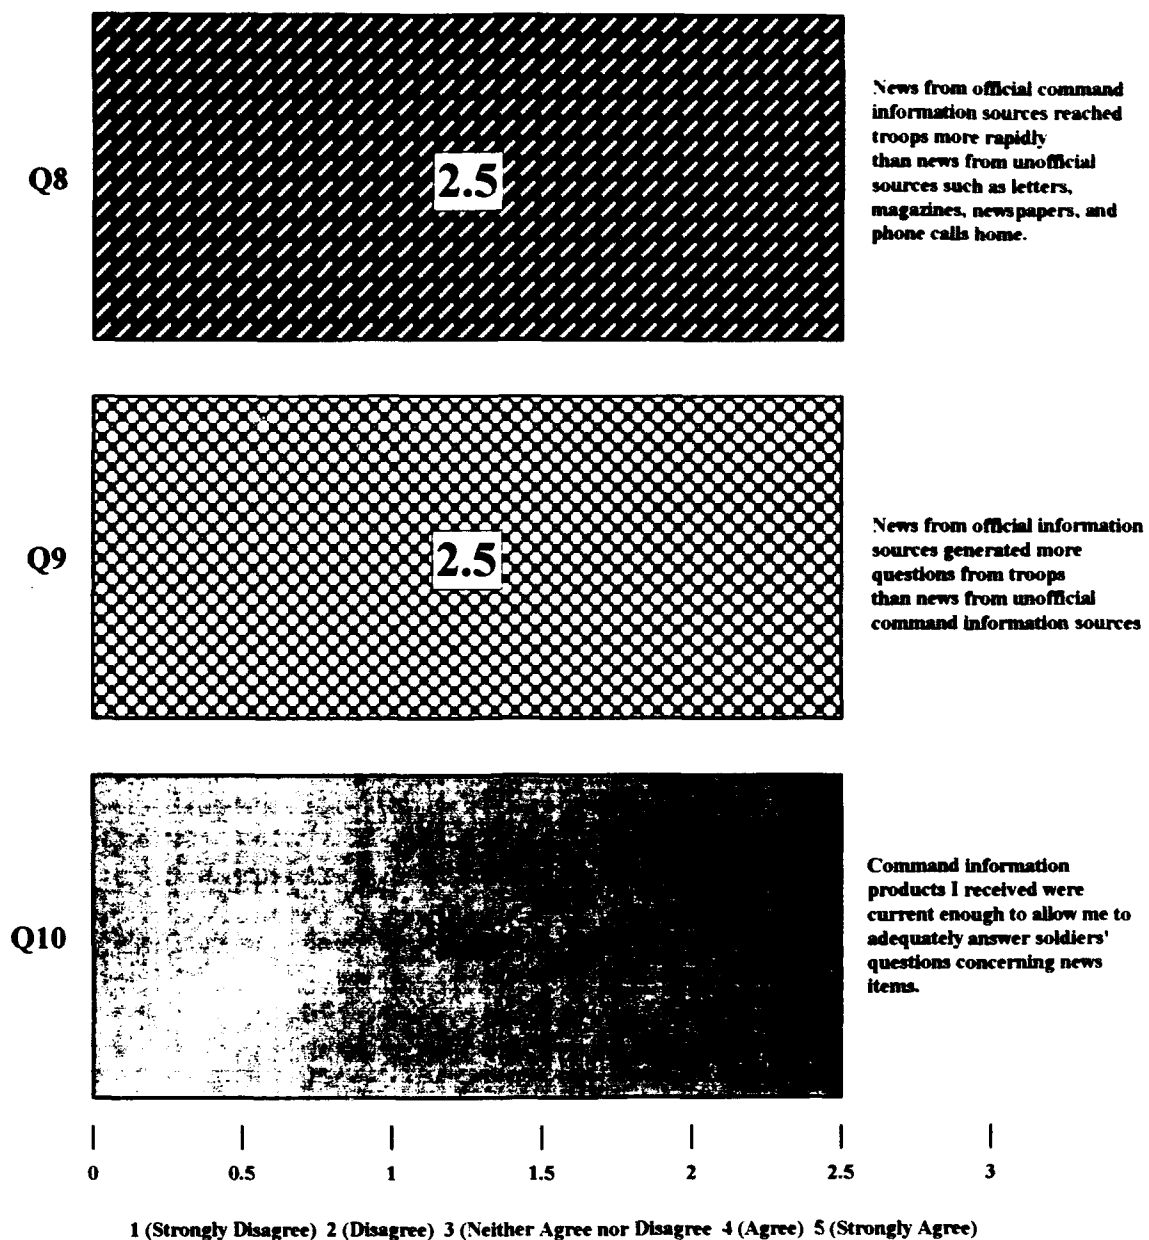 Q8
2.5
News from official command
information sources reached
troops more rapidly
than news from unofficial
sources such as letters,
magazines, newspapers, and
phone calls home.
Q9
2.5
News from official information
sources generated more
questions from troops
than news from unofficial
command information sources
Q10
Command information
products I received were
current enough to allow me to
adequately answer soldiers'
questions concerning news
items.
0 0.5 1 1.5 2 2.5 3
1 (Strongly Disagree) 2 (Disagree) 3 (Neither Agree nor Disagree 4 (Agree) 5 (Strongly Agree)